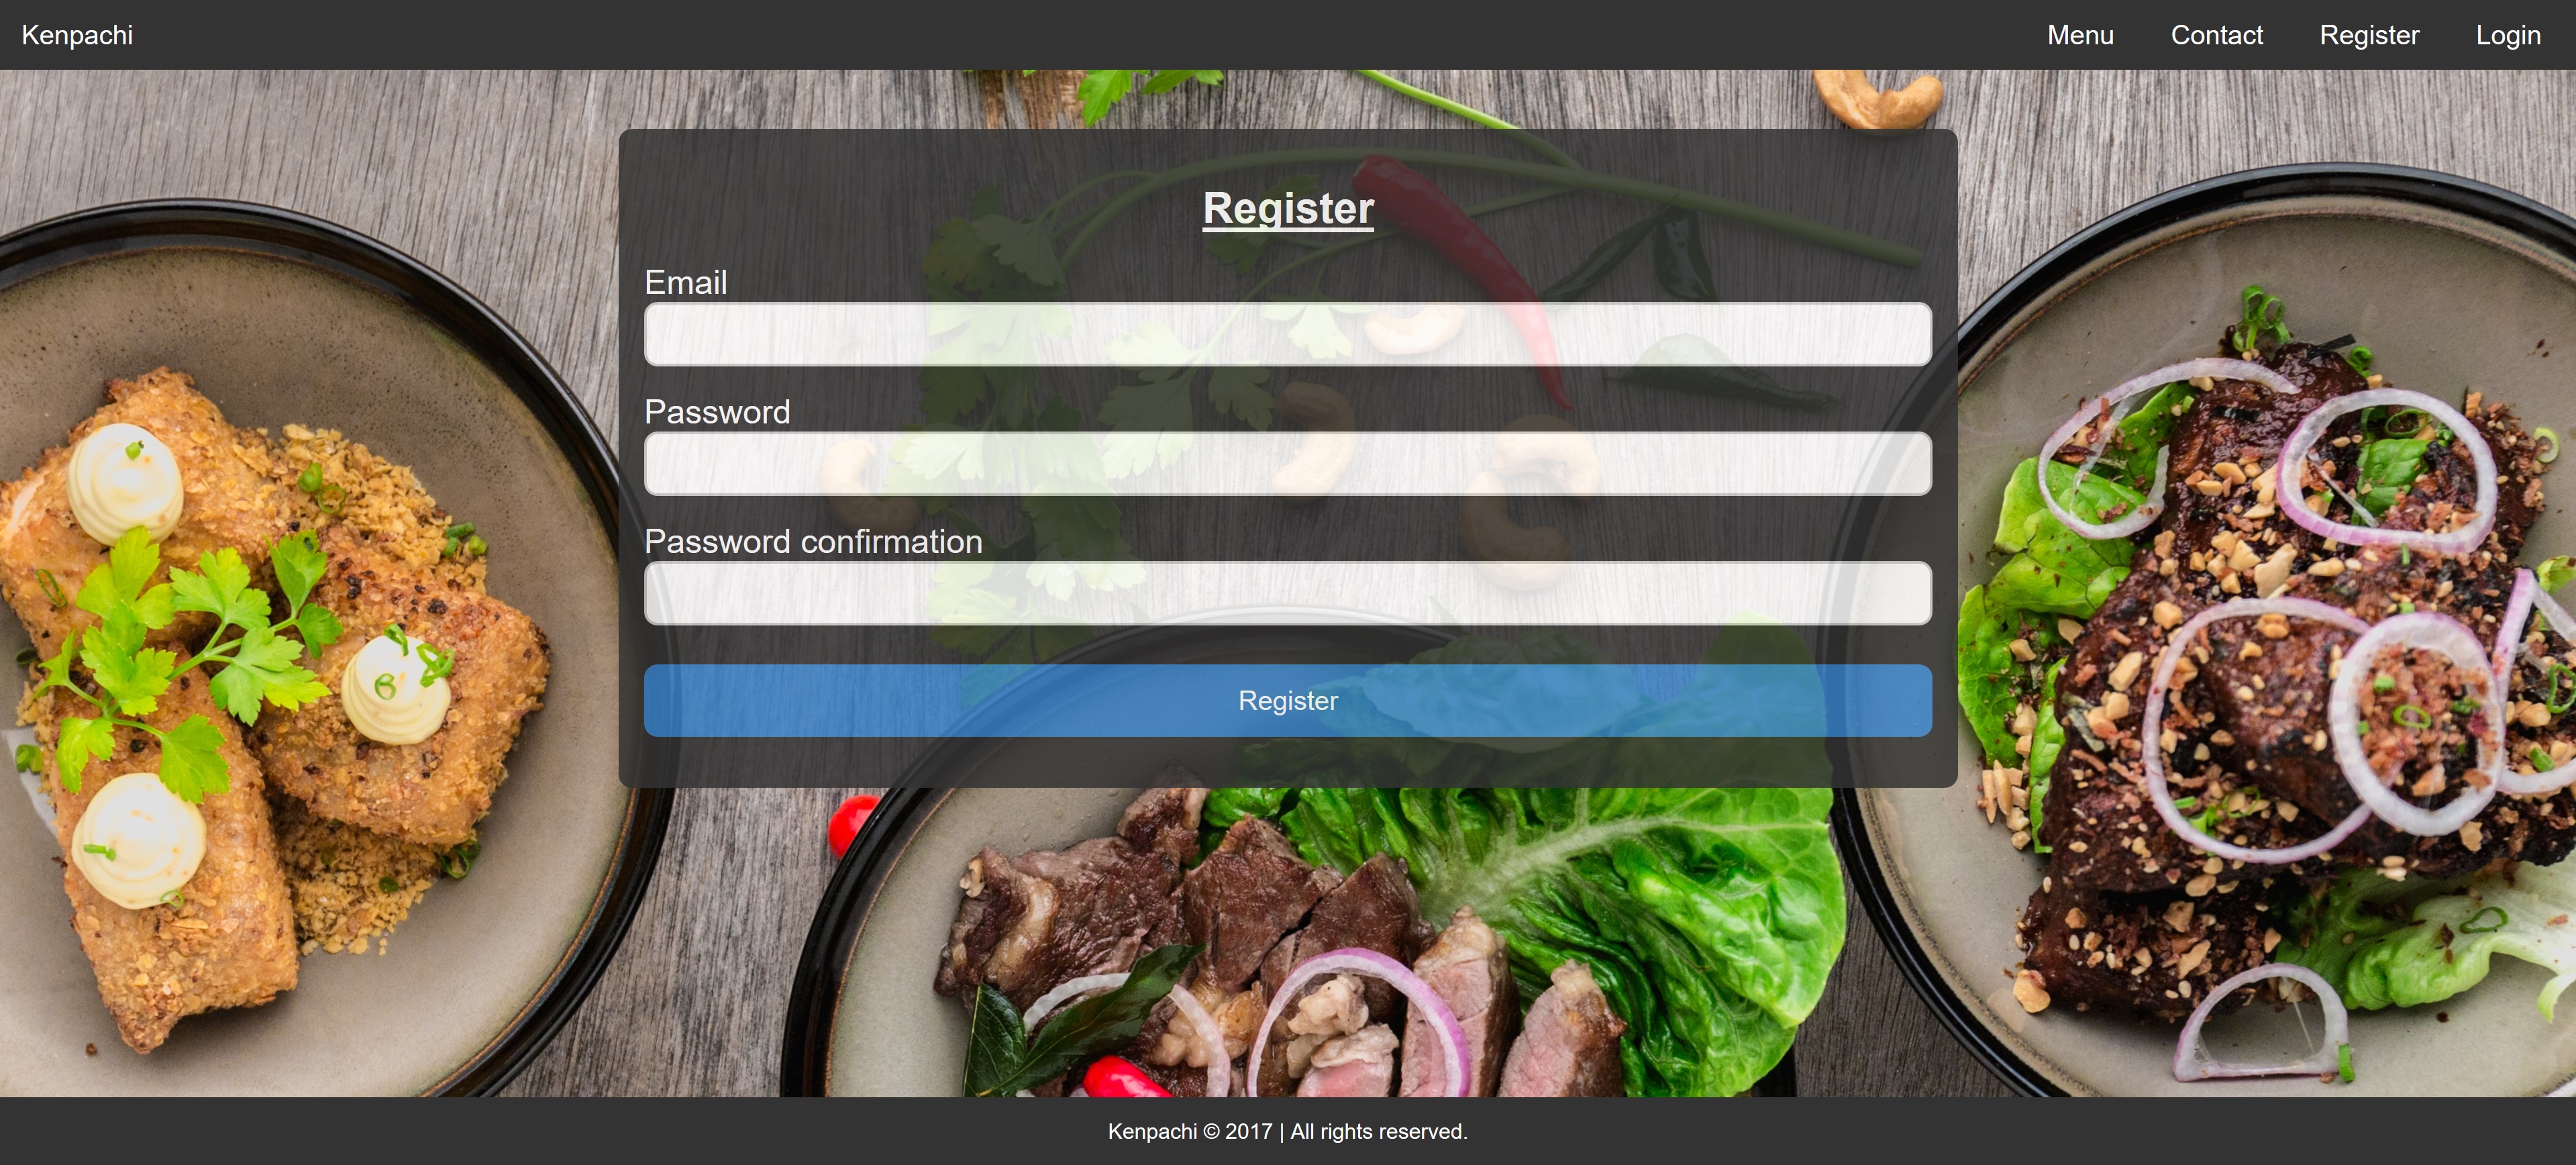 Kenpachi
Menu Contact Register Login
Register
Email
Password
Password confirmation
Register
Kenpachi © 2017 | All rights reserved.